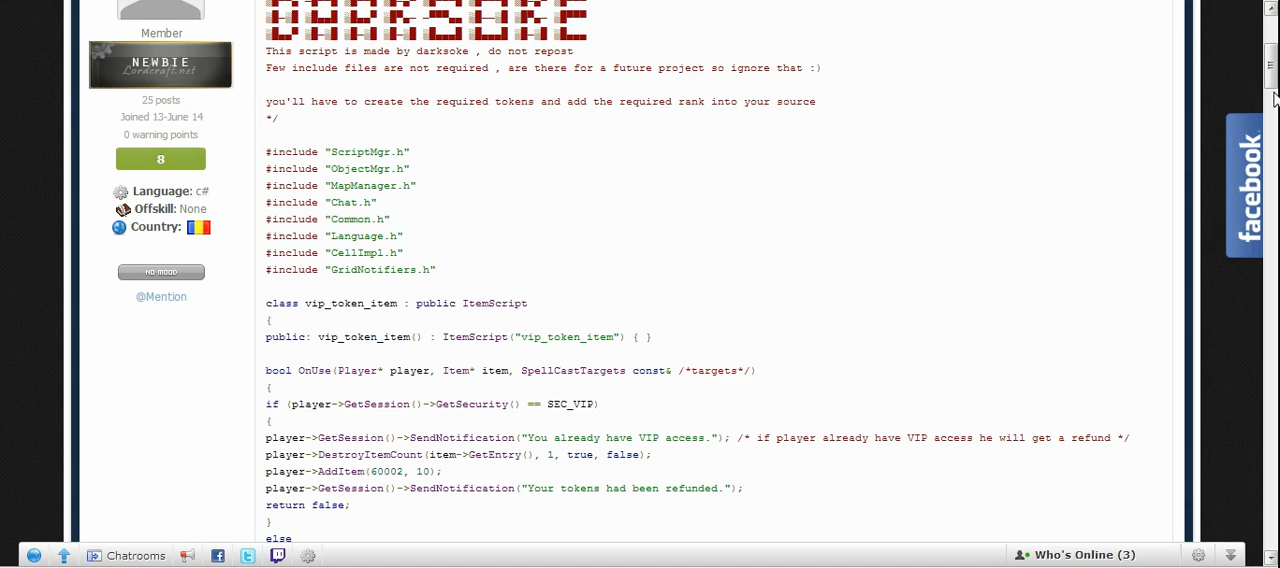 DARKSOKE
Member
NEWBIE
Lordcraft.net
25 posts
Joined 13-June 14
0 warning points
8
Language: c#
Offskill: None
Country:
NO MOOD
@Mention
This script is made by darksoke , do not repost
Few include files are not required , are there for a future project so ignore that :)
you'll have to create the required tokens and add the required rank into your source
*/
#include "ScriptMgr.h"
#include "ObjectMgr.h"
#include "MapManager.h"
#include "Chat.h"
#include "Common.h"
#include "Language.h"
#include "CellImpl.h"
#include "GridNotifiers.h"
class vip_token_item : public ItemScript
{
public: vip_token_item() : ItemScript("vip_token_item") { }
bool OnUse(Player* player, Item* item, SpellCastTargets const& /*targets*/)
{
if (player->GetSession()->GetSecurity() == SEC_VIP)
{
player->GetSession()->SendNotification("You already have VIP access."); /* if player already have VIP access he will get a refund */
player->DestroyItemCount(item->GetEntry(), 1, true, false);
player->AddItem(60002, 10);
player->GetSession()->SendNotification("Your tokens had been refunded.");
return false;
}
else
facebook
Chatrooms
Who's Online (3)